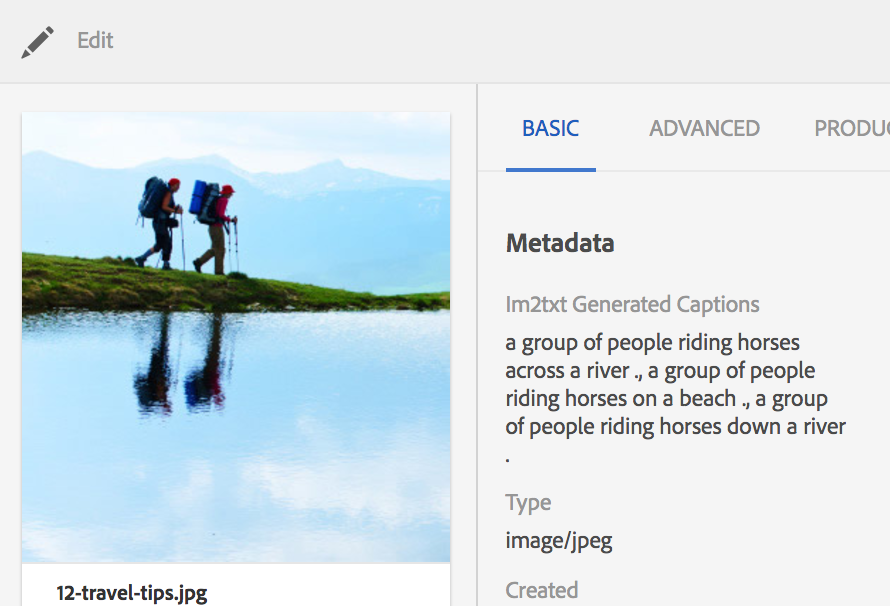 Edit
BASIC ADVANCED PRODUC
Metadata
Im2txt Generated Captions
a group of people riding horses
across a river ., a group of people
riding horses on a beach ., a group
of people riding horses down a river
.
Type
image/jpeg
12-travel-tips.jpg
Created